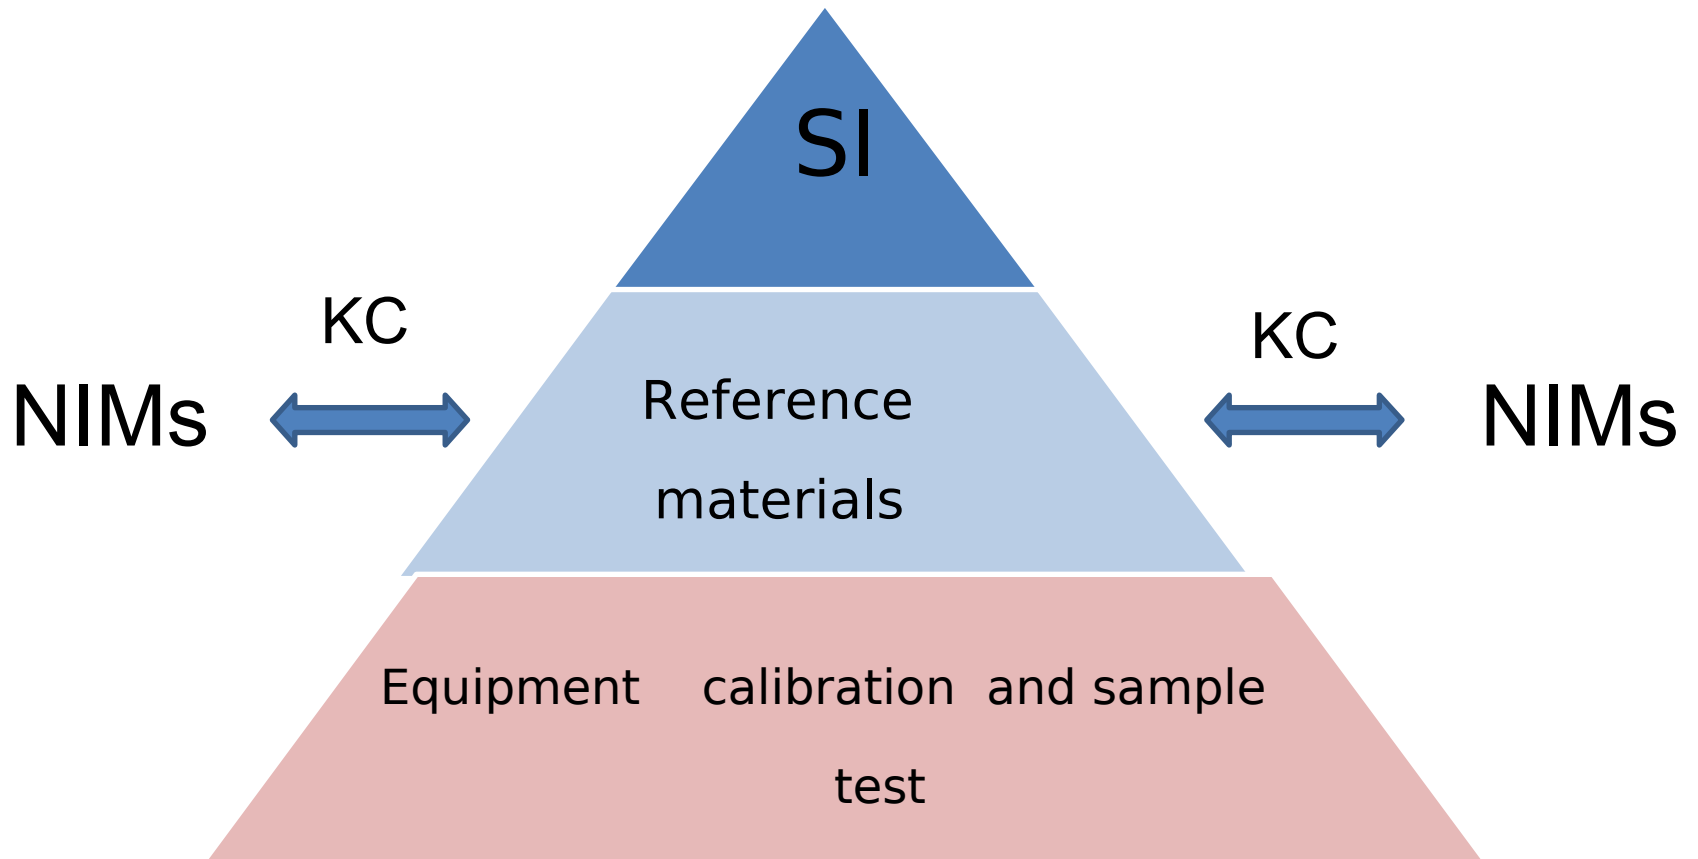 SI
KC
KC
NIMs
NIMs
Reference
materials
Equipment calibration and sample
test